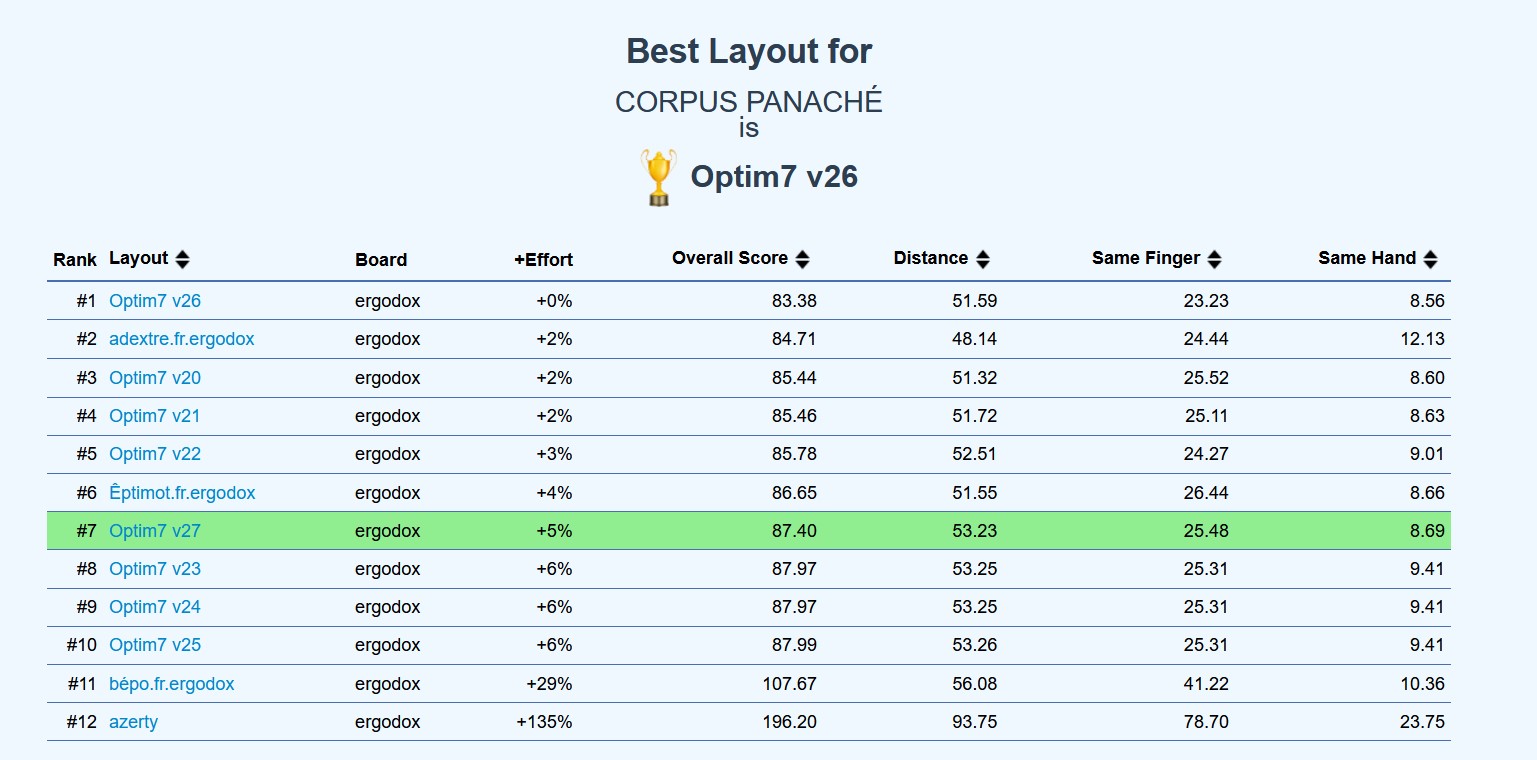 Best Layout for
CORPUS PANACHÉ
is
Optim7 v26
Rank Layout Board +Effort Overall Score Distance Same Finger Same Hand
#1 Optim7 v26 ergodox +0% 83.38 51.59 23.23 8.56
#2 adextre.fr.ergodox ergodox +2% 84.71 48.14 24.44 12.13
#3 Optim7 v20 ergodox +2% 85.44 51.32 25.52 8.60
#4 Optim7 v21 ergodox +2% 85.46 51.72 25.11 8.63
#5 Optim7 v22 ergodox +3% 85.78 52.51 24.27 9.01
#6 Êptimot.fr.ergodox ergodox +4% 86.65 51.55 26.44 8.66
#7 Optim7 v27 ergodox +5% 87.40 53.23 25.48 8.69
#8 Optim7 v23 ergodox +6% 87.97 53.25 25.31 9.41
#9 Optim7 v24 ergodox +6% 87.97 53.25 25.31 9.41
#10 Optim7 v25 ergodox +6% 87.99 53.26 25.31 9.41
#11 bépo.fr.ergodox ergodox +29% 107.67 56.08 41.22 10.36
#12 azerty ergodox +135% 196.20 93.75 78.70 23.75